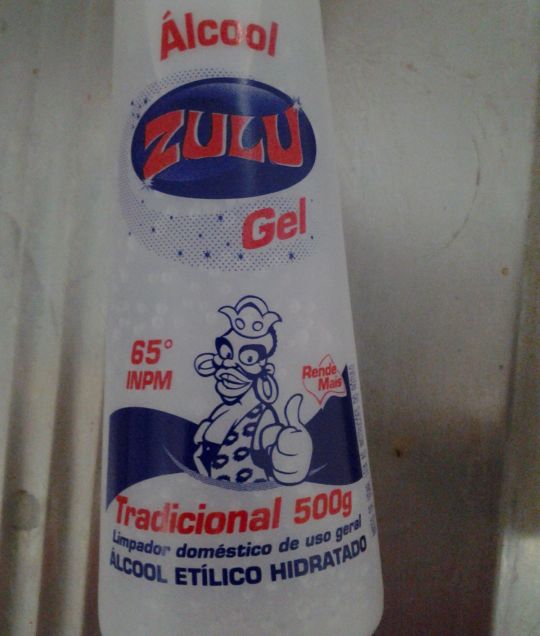 Álcool
ZULU
Gel
65°
INPM
Rende
Mais
Tradicional 500g
Limpador doméstico de uso geral
ÁLCOOL ETÍLICO HIDRATADO